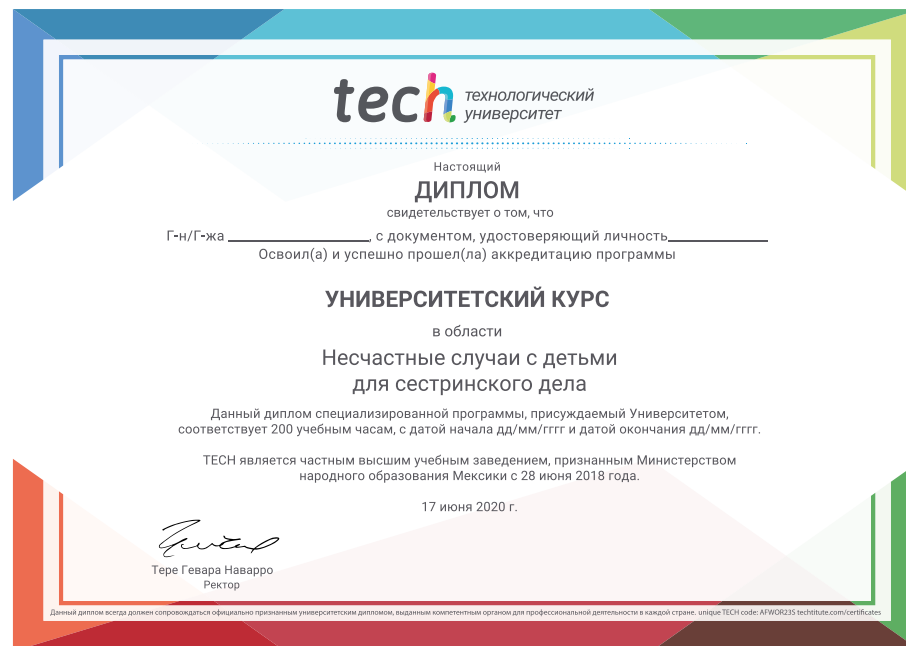 tech технологический
университет
Настоящий
ДИПЛОМ
свидетельствует о том, что
Г-н/Г-жа , с документом, удостоверяющий личность
Освоил(а) и успешно прошел(ла) аккредитацию программы
УНИВЕРСИТЕТСКИЙ КУРС
в области
Несчастные случаи с детьми
для сестринского дела
Данный диплом специализированной программы, присуждаемый Университетом,
соответствует 200 учебным часам, с датой начала дд/мм/гггг и датой окончания дд/мм/гггг.
TECH является частным высшим учебным заведением, признанным Министерством
народного образования Мексики с 28 июня 2018 года.
17 июня 2020 г.
Тере Гевара Наварро
Ректор
Данный диплом всегда должен сопровождаться официально признанным университетским дипломом, выданным компетентным органом для профессиональной деятельности в каждой стране. unique TECH code: AFWOR23S techtitute.com/certificates